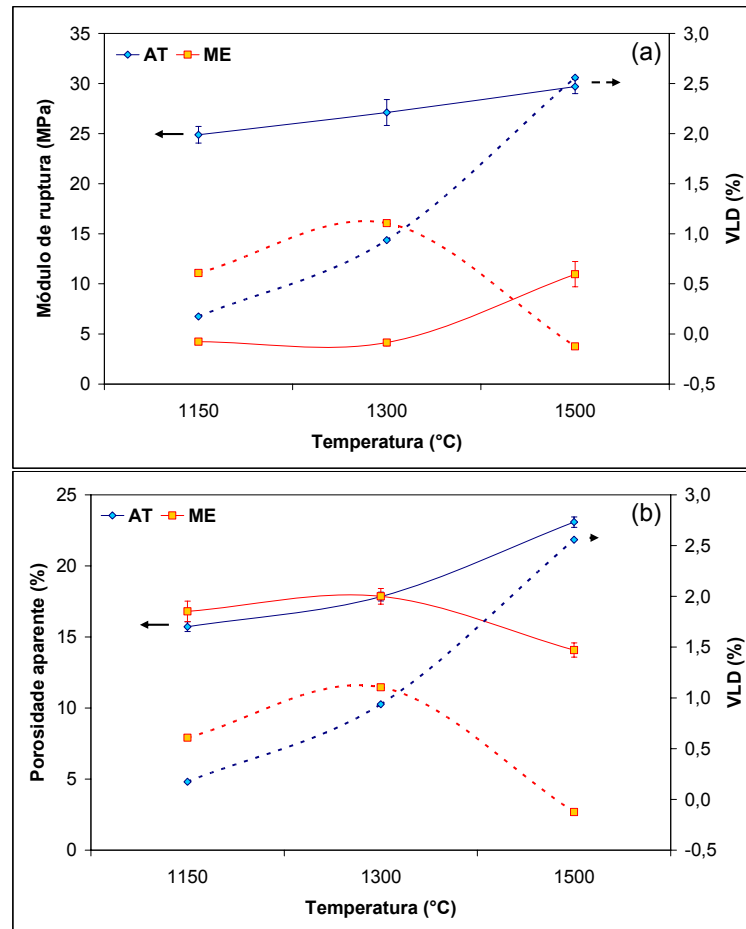 (a)
AT ME
Módulo de ruptura (MPa)
35
30
25
20
15
10
5
0
VLD (%)
3,0
2,5
2,0
1,5
1,0
0,5
0,0
-0,5
1150 1300 1500
Temperatura (°C)
(b)
AT ME
Porosidade aparente (%)
25
20
15
10
5
0
VLD (%)
3,0
2,5
2,0
1,5
1,0
0,5
0,0
-0,5
1150 1300 1500
Temperatura (°C)